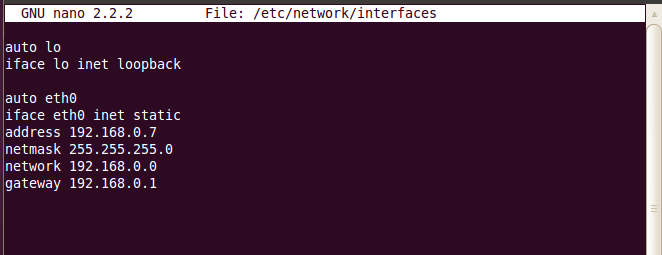 GNU nano 2.2.2 File: /etc/network/interfaces
auto lo
iface lo inet loopback
auto eth0
iface eth0 inet static
address 192.168.0.7
netmask 255.255.255.0
network 192.168.0.0
gateway 192.168.0.1